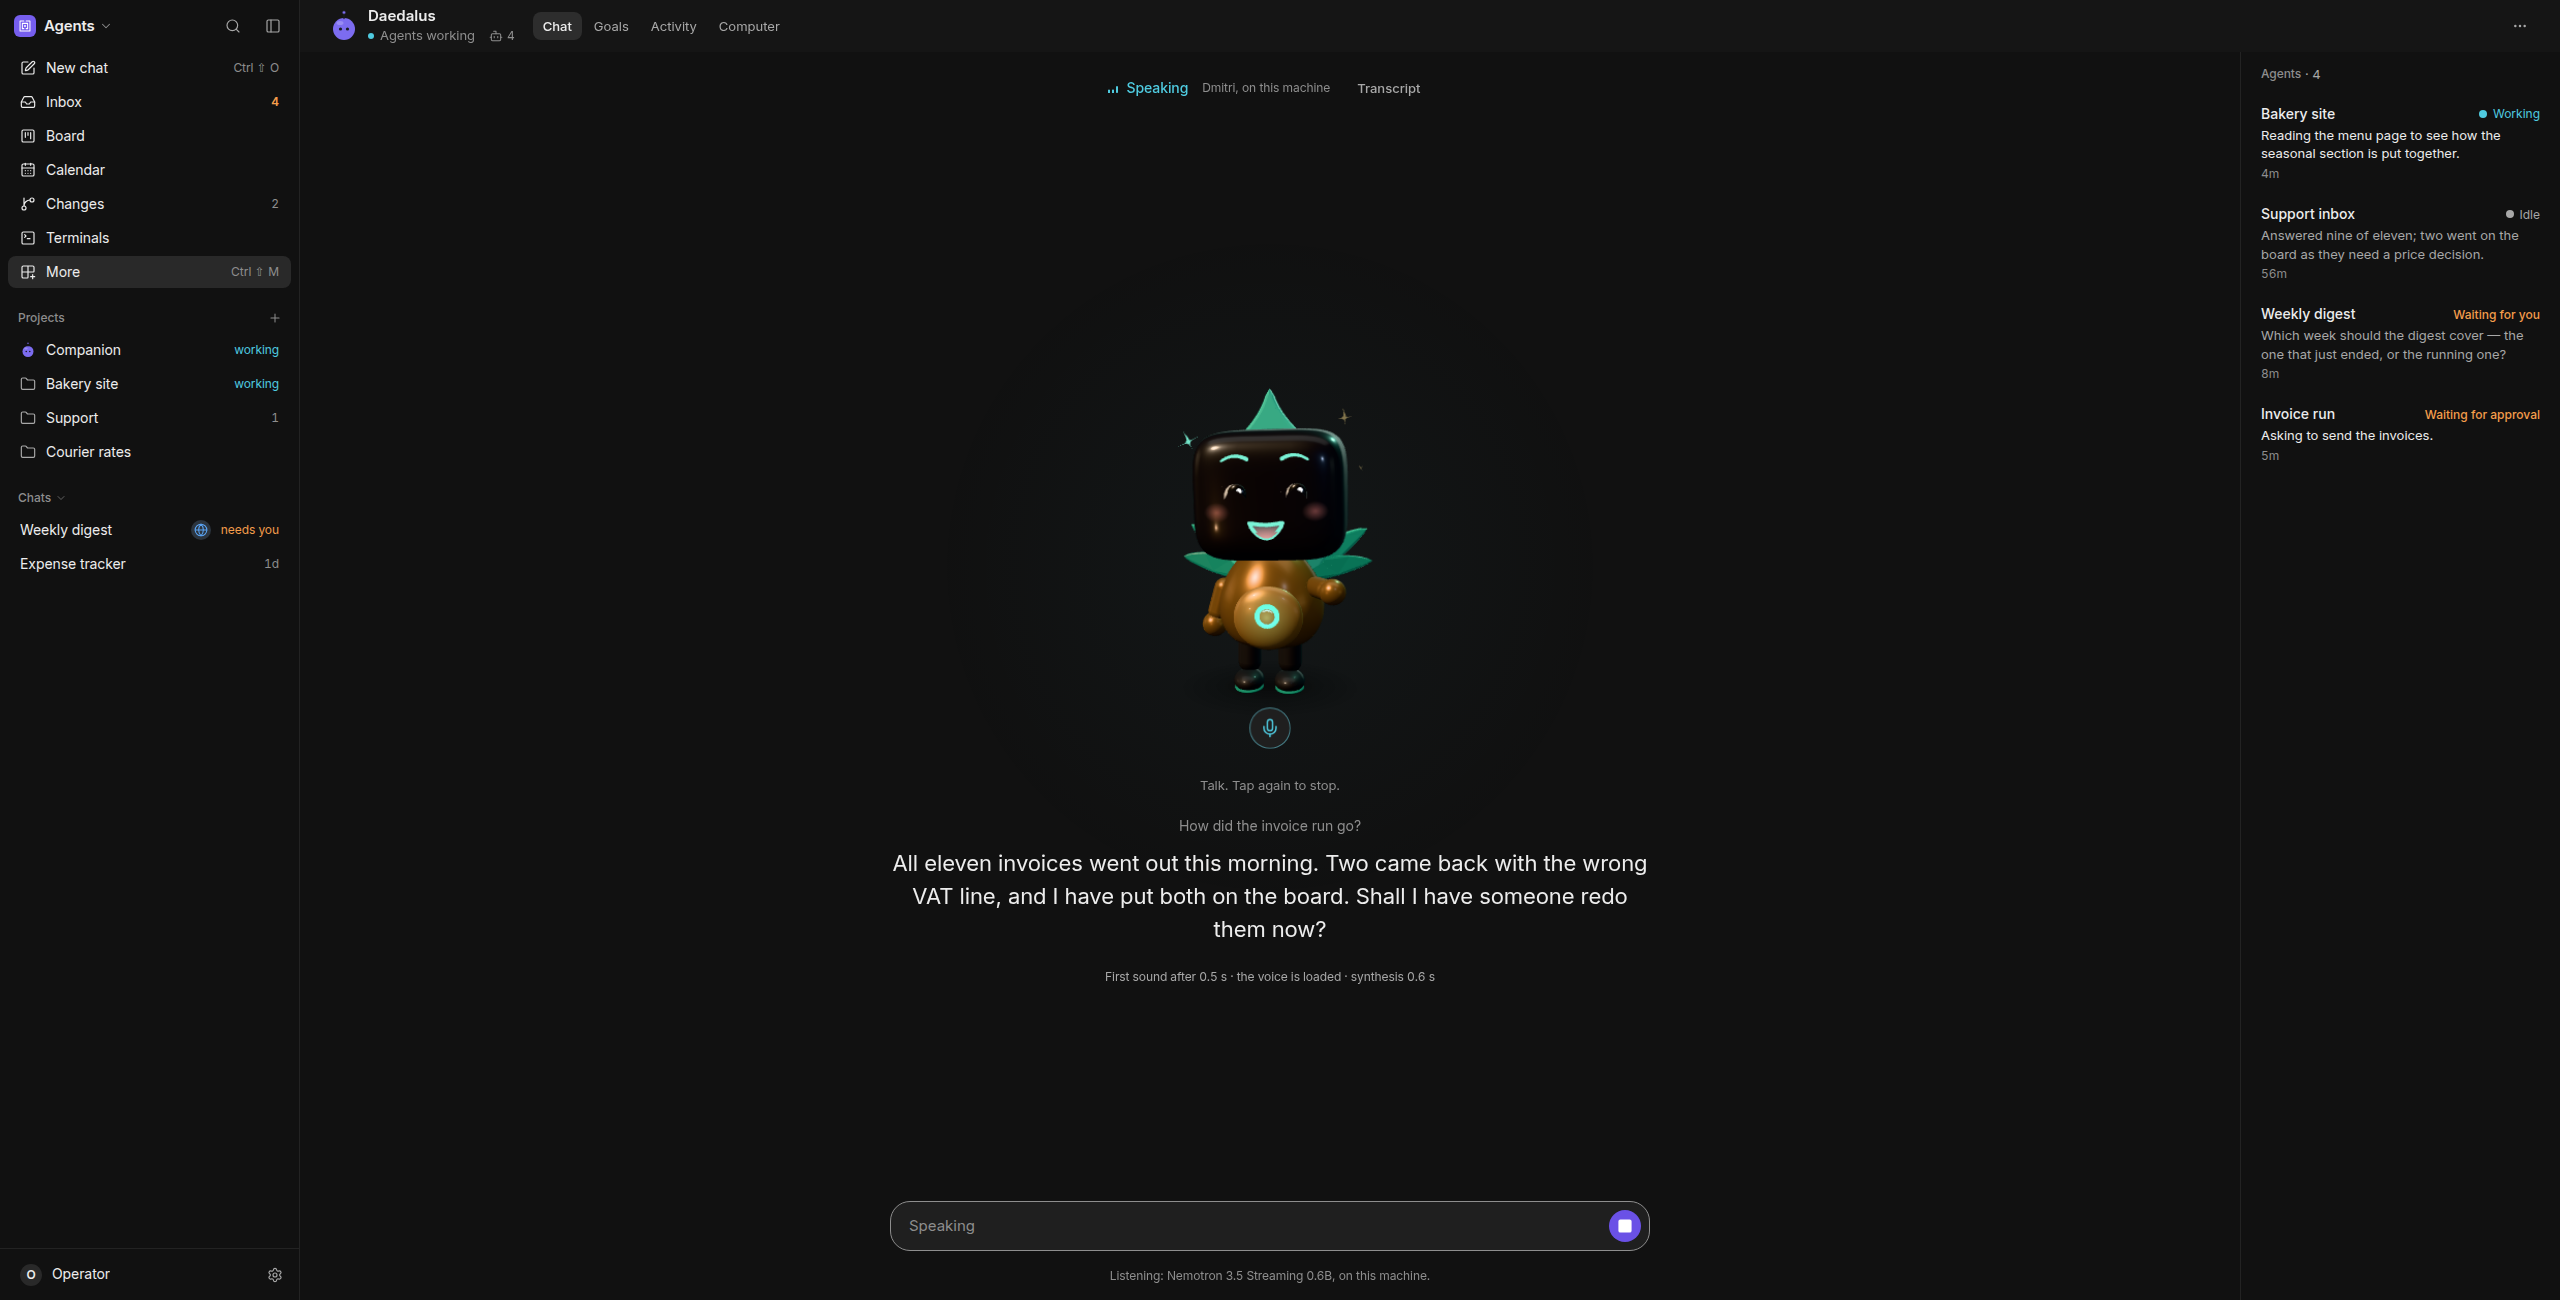 Agents
New chat
Ctrl ⇧ O
Inbox
4
Board
Calendar
Changes
2
Terminals
More
Ctrl ⇧ M
Projects
Companion
working
Bakery site
working
Support
1
Courier rates
Chats
Weekly digest
needs you
Expense tracker
1d
O
Operator
Daedalus
Agents working
4
Chat
Goals
Activity
Computer
Speaking
Dmitri, on this machine
Transcript
Talk. Tap again to stop.
How did the invoice run go?
All eleven invoices went out this morning. Two came back with the wrong
VAT line, and I have put both on the board. Shall I have someone redo
them now?
First sound after 0.5 s · the voice is loaded · synthesis 0.6 s
Speaking
Listening: Nemotron 3.5 Streaming 0.6B, on this machine.
Agents · 4
Bakery site
Working
Reading the menu page to see how the
seasonal section is put together.
4m
Support inbox
Idle
Answered nine of eleven; two went on the
board as they need a price decision.
56m
Weekly digest
Waiting for you
Which week should the digest cover — the
one that just ended, or the running one?
8m
Invoice run
Waiting for approval
Asking to send the invoices.
5m